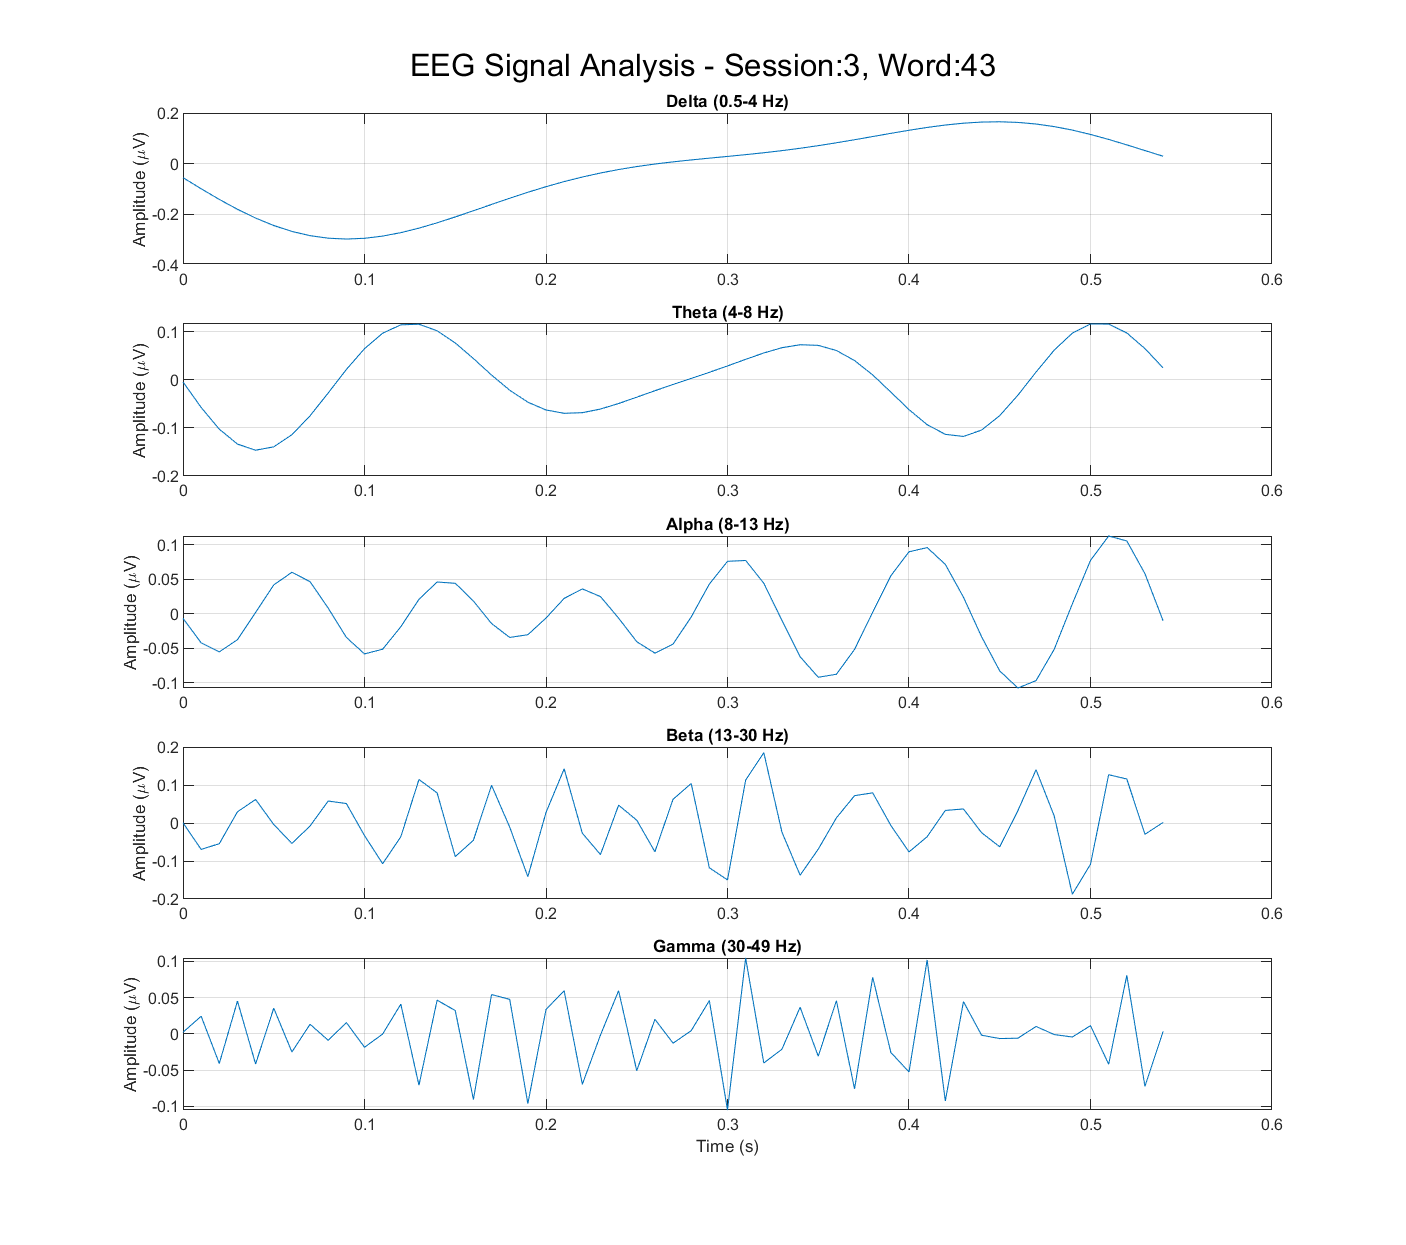 EEG Signal Analysis - Session:3, Word:43
Delta (0.5-4 Hz)
Amplitude (μV)
0.2
0
-0.2
-0.4
0 0.1 0.2 0.3 0.4 0.5 0.6
Theta (4-8 Hz)
Amplitude (μV)
0.1
0
-0.1
-0.2
0 0.1 0.2 0.3 0.4 0.5 0.6
Alpha (8-13 Hz)
Amplitude (μV)
0.1
0.05
0
-0.05
-0.1
0 0.1 0.2 0.3 0.4 0.5 0.6
Beta (13-30 Hz)
Amplitude (μV)
0.2
0.1
0
-0.1
-0.2
0 0.1 0.2 0.3 0.4 0.5 0.6
Gamma (30-49 Hz)
Amplitude (μV)
0.1
0.05
0
-0.05
-0.1
0 0.1 0.2 0.3 0.4 0.5 0.6
Time (s)